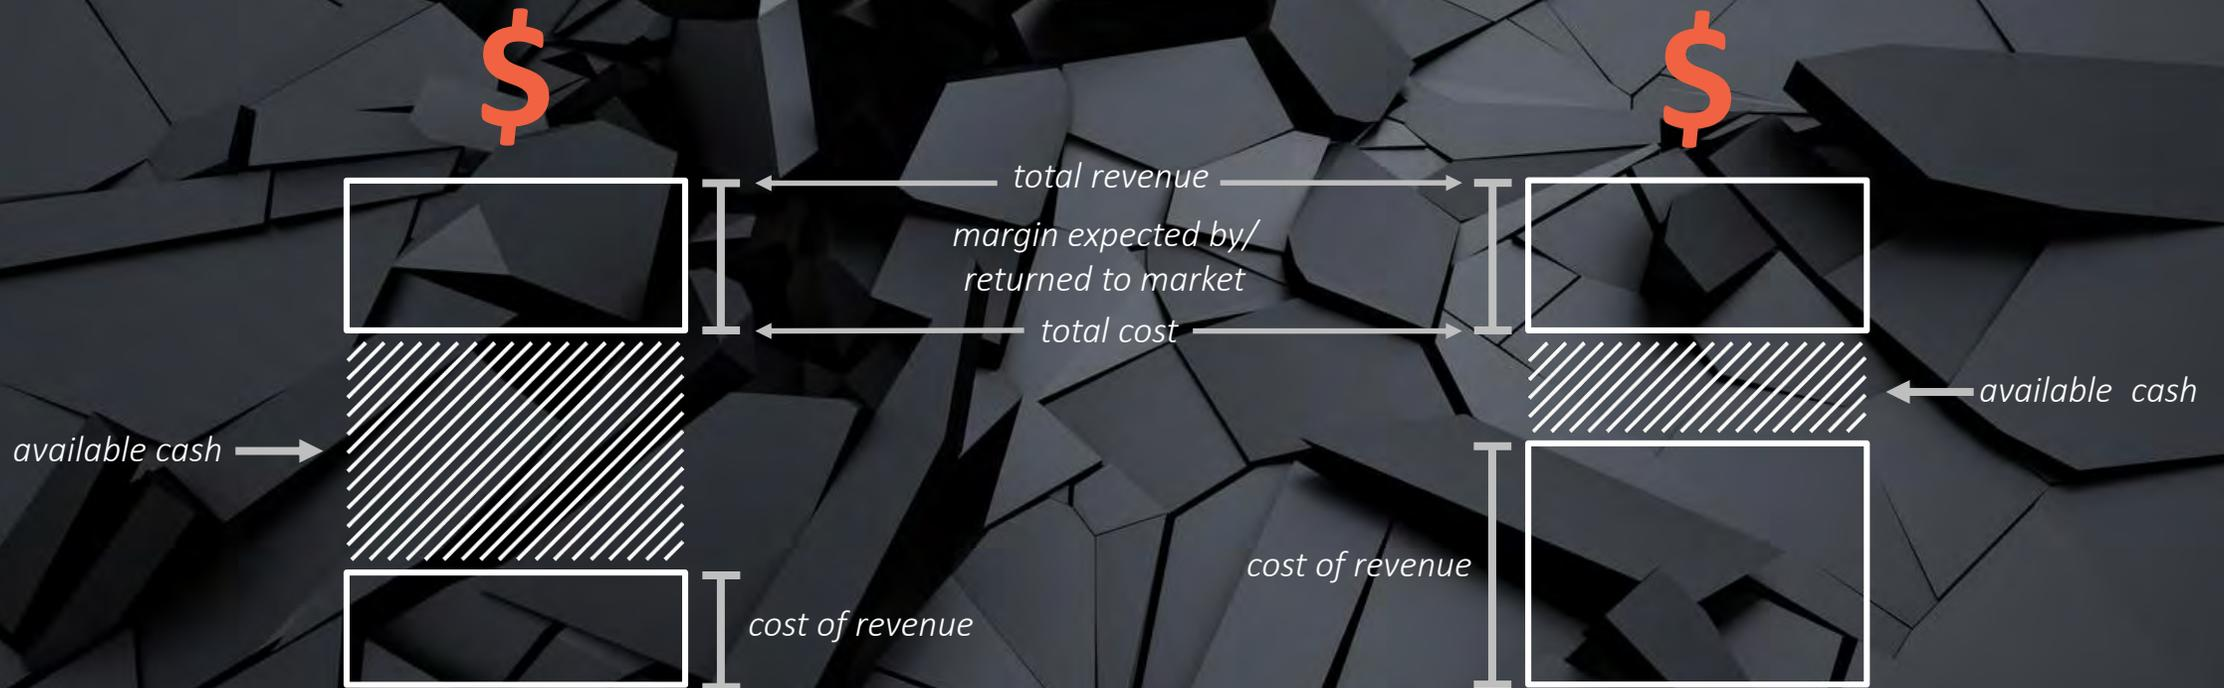 $
$
total revenue
margin expected by/
returned to market
total cost
available cash
available cash
cost of revenue
cost of revenue